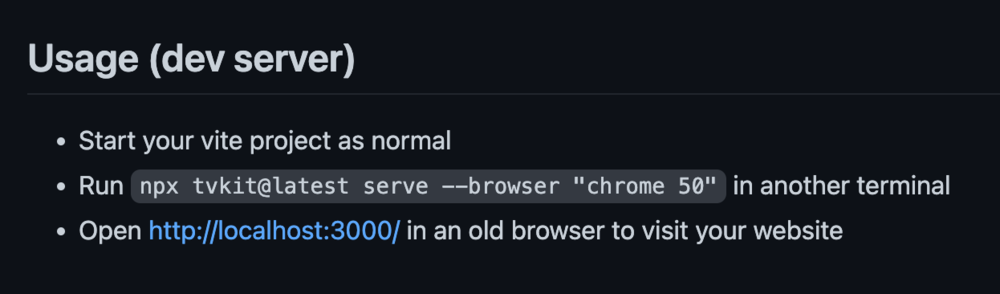 Usage (dev server)
• Start your vite project as normal
• Run npx tvkit@latest serve --browser "chrome 50" in another terminal
• Open http://localhost:3000/ in an old browser to visit your website